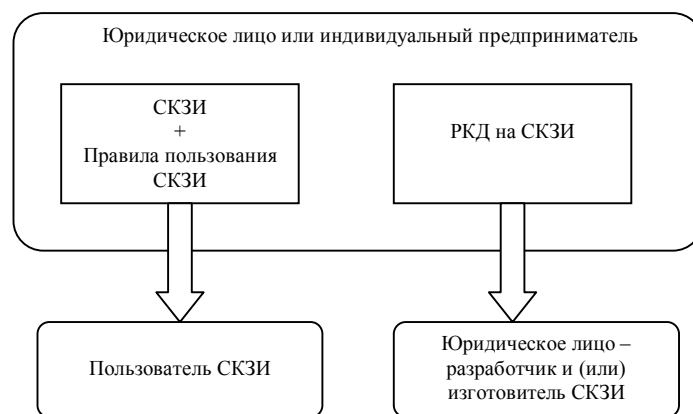 Юридическое лицо или индивидуальный предприниматель
СКЗИ
+
Правила пользования
СКЗИ
РКД на СКЗИ
Пользователь СКЗИ
Юридическое лицо –
разработчик и (или)
изготовитель СКЗИ